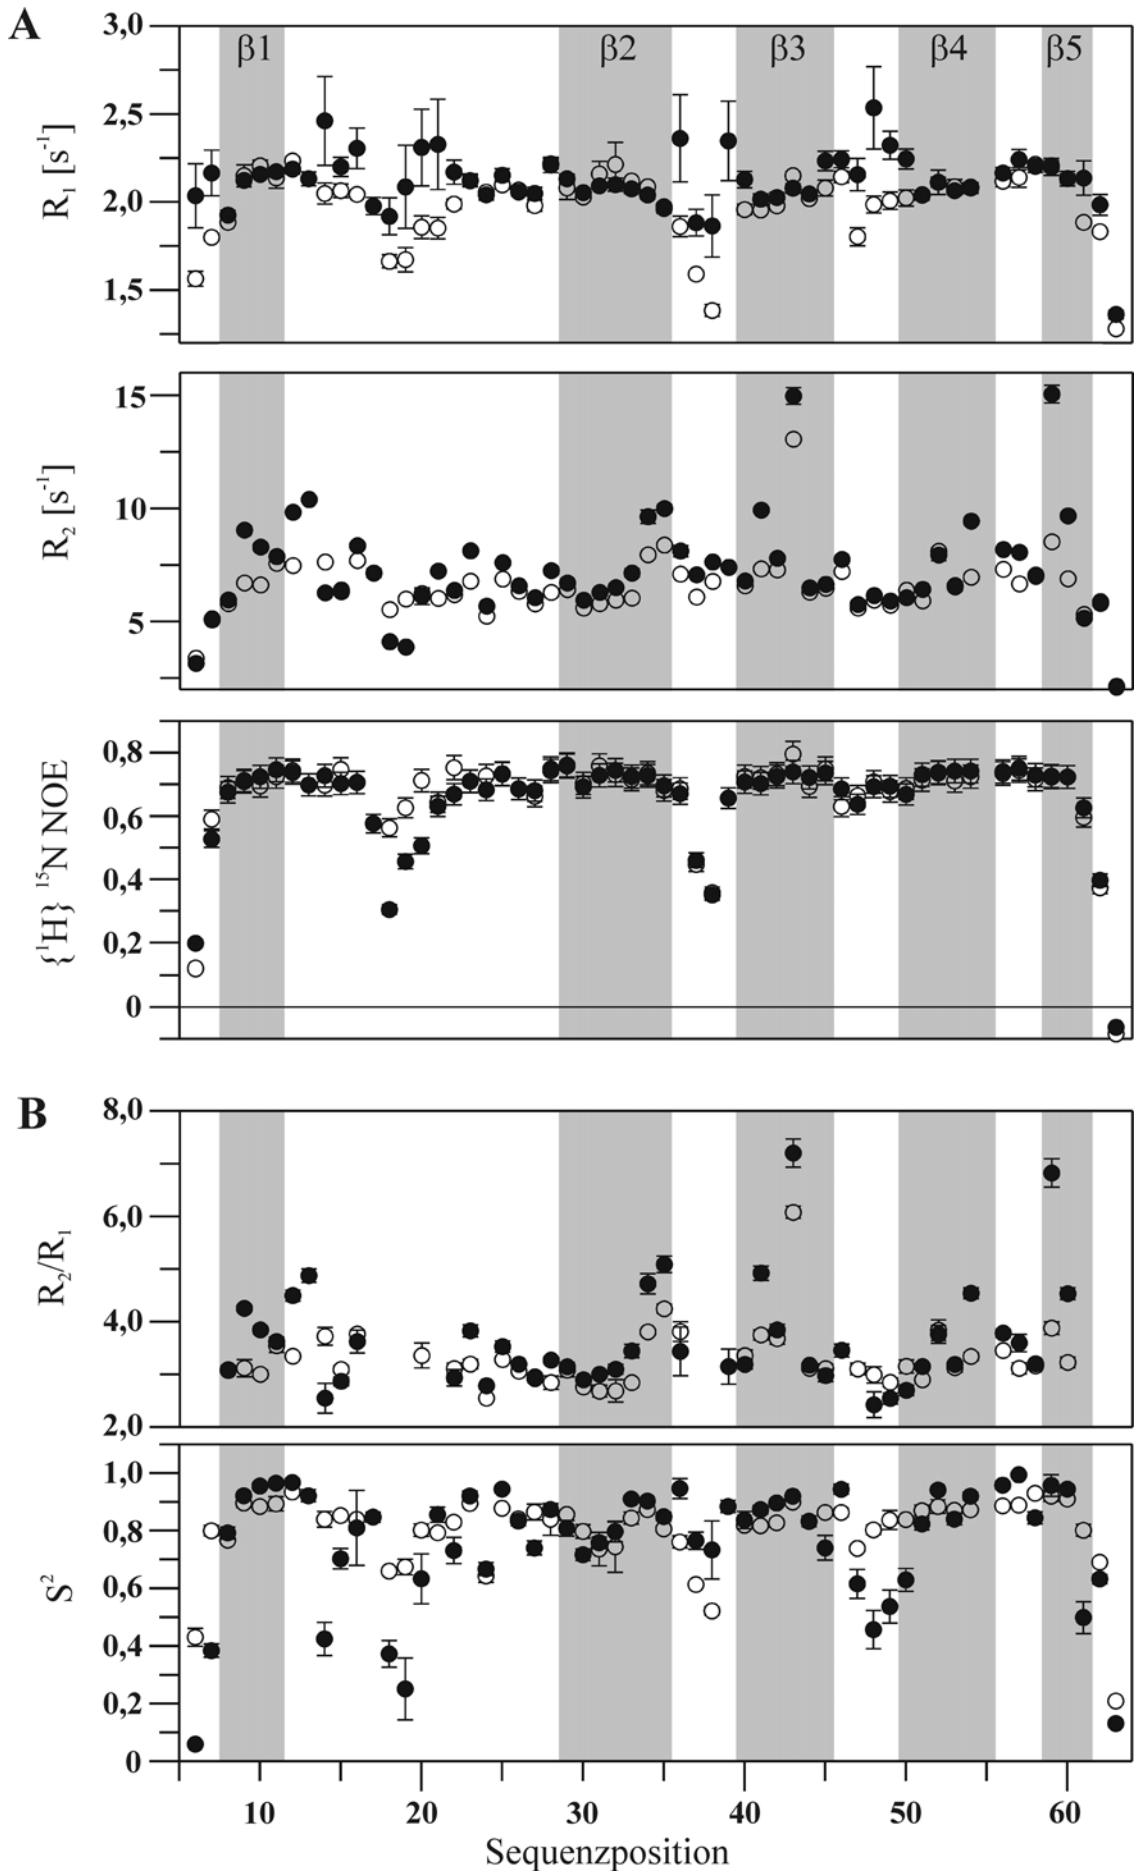 A
3,0
β1
β2
β3
β4
β5
2,5
2,0
1,5
R₁ [s⁻¹]
15
10
5
R₂ [s⁻¹]
0,8
0,6
0,4
0,2
0
{¹H} ¹⁵N NOE
B
8,0
6,0
4,0
2,0
R₂/R₁
1,0
0,8
0,6
0,4
0,2
0
S²
10 20 30 40 50 60
Sequenzposition